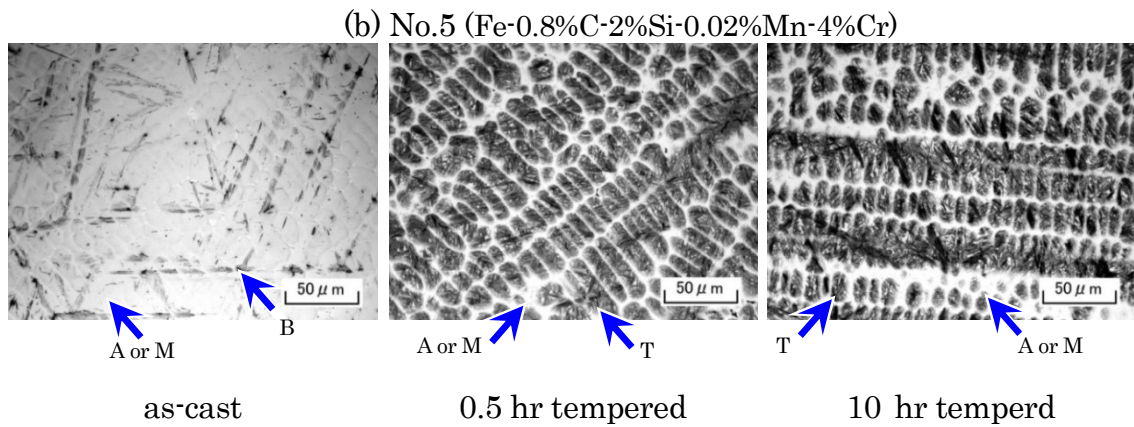 (b) No.5 (Fe-0.8%C-2%Si-0.02%Mn-4%Cr)
50 μm
50 μm
50 μm
A or M
B
A or M
T
T
A or M
as-cast
0.5 hr tempered
10 hr temperd